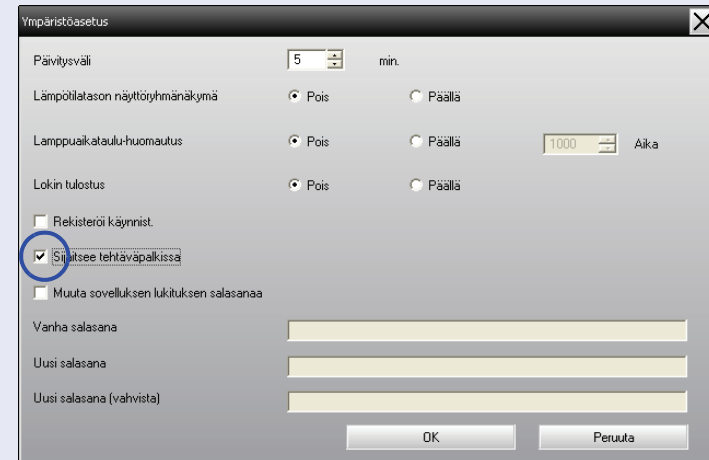 Ympäristöasetus
Päivitysväli 5 min.
Lämpötilatason näyttöryhmänäkymä Pois Päällä
Lamppuaikataulu-huomautus Pois Päällä 1000 Aika
Lokin tulostus Pois Päällä
Rekisteröi käynnist.
Sijaitsee tehtäväpalkissa
Muuta sovelluksen lukituksen salasanaa
Vanha salasana
Uusi salasana
Uusi salasana (vahvista)
OK Peruuta